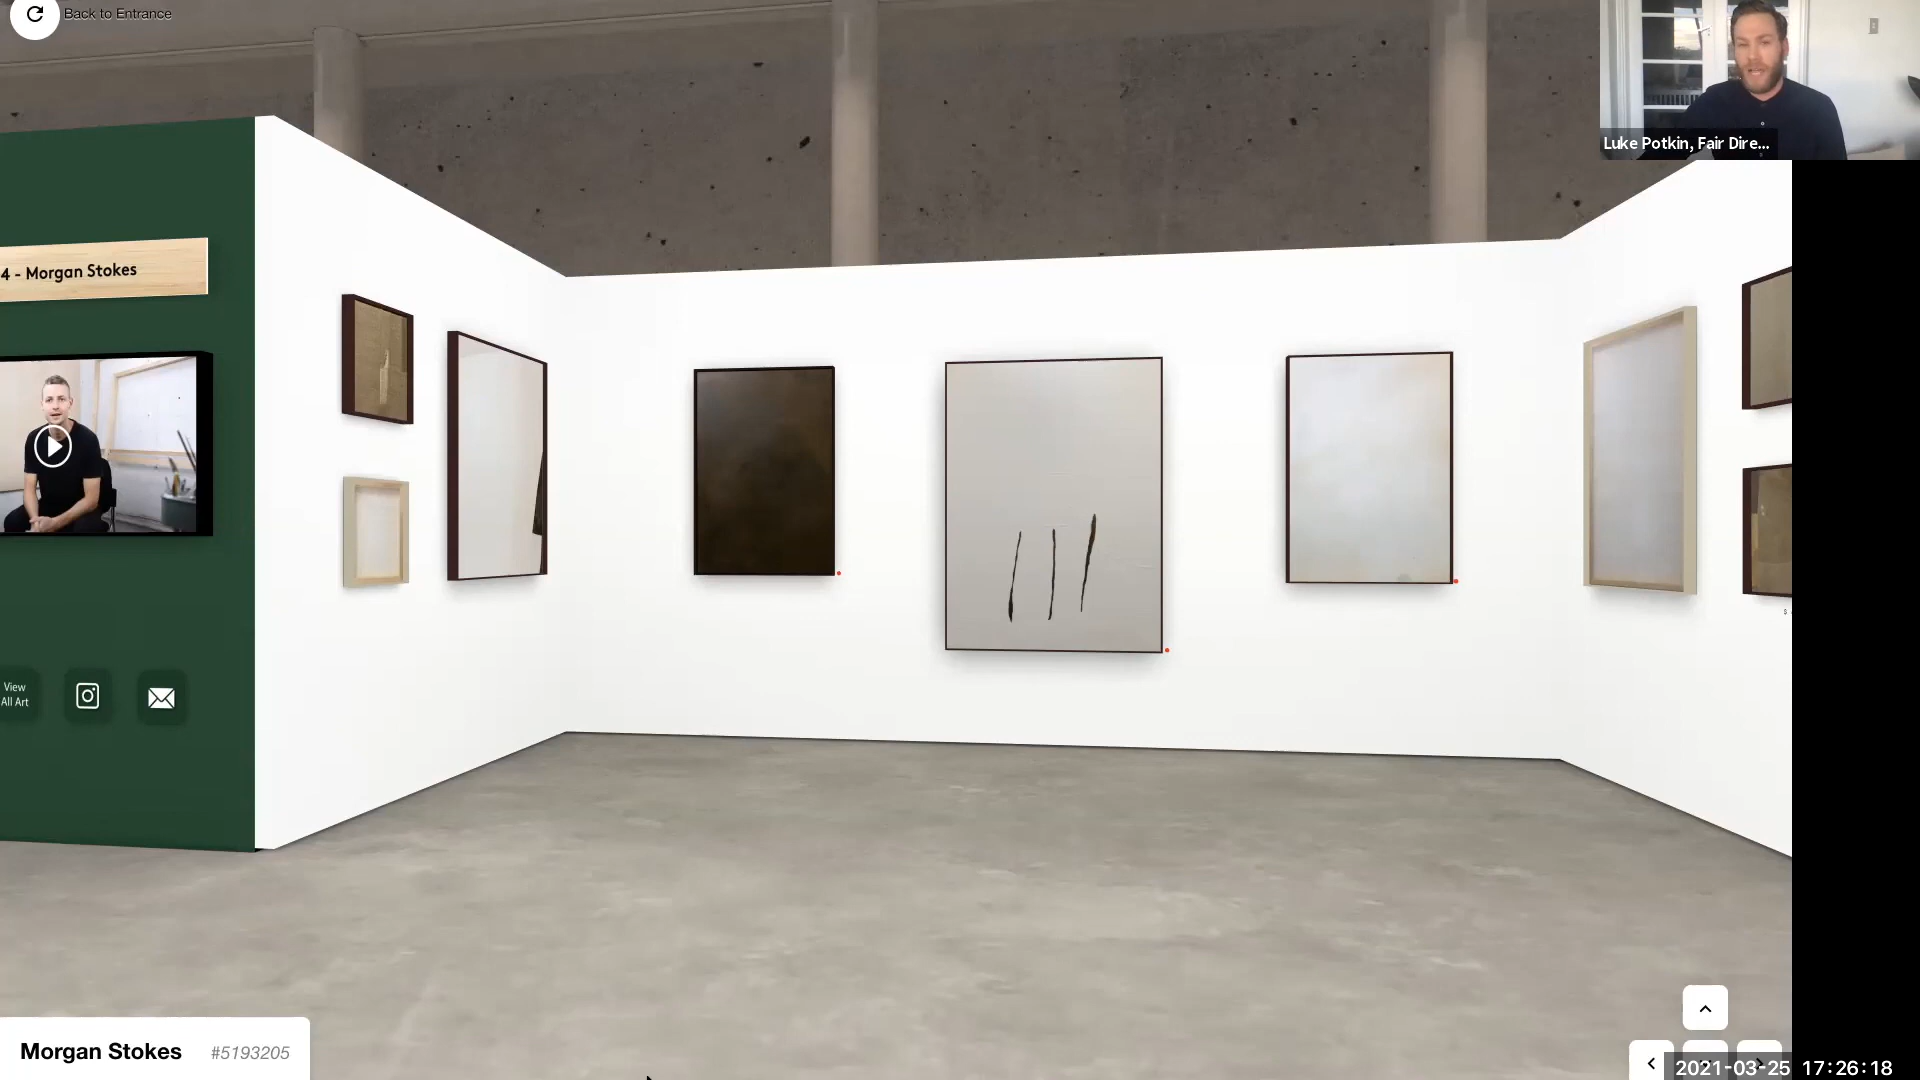 Back to Entrance
Luke Potkin, Fair Dire...
4 - Morgan Stokes
View
All Art
Morgan Stokes #5193205
2021-03-25 17:26:18